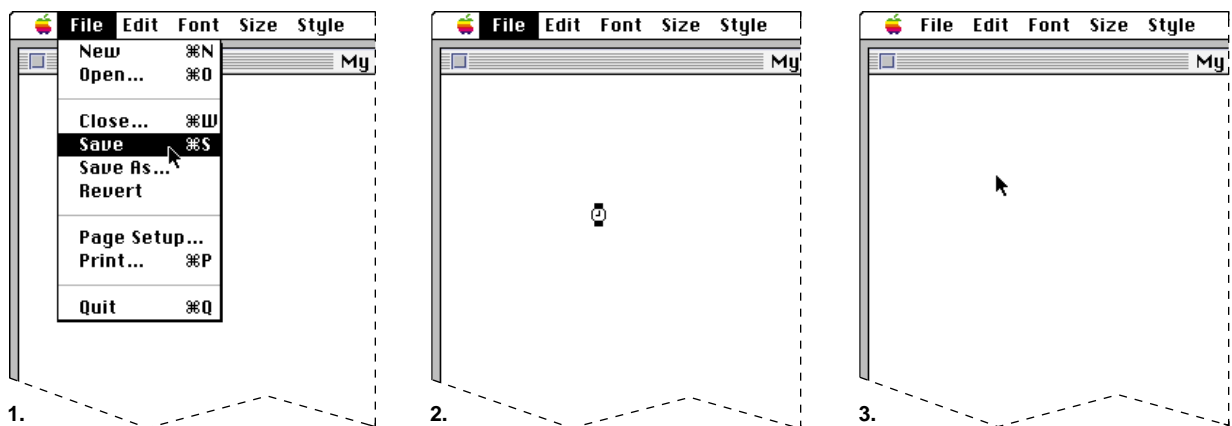 File Edit Font Size Style
My
New ⌘N
Open... ⌘O
Close... ⌘W
Save ⌘S
Save As...
Revert
Page Setup...
Print... ⌘P
Quit ⌘Q
1.
File Edit Font Size Style
My
2.
File Edit Font Size Style
My
3.